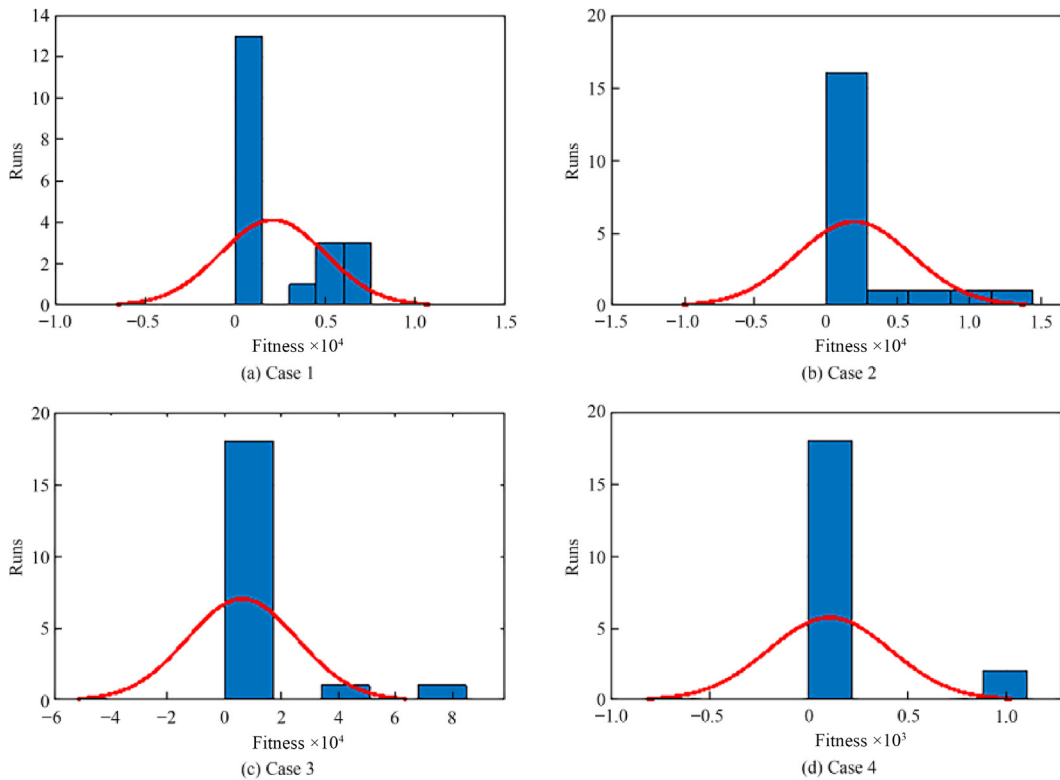 14
12
10
8
6
4
2
0
Runs
−1.0 −0.5 0 0.5 1.0 1.5
Fitness ×10⁴
(a) Case 1
20
15
10
5
0
Runs
−1.5 −1.0 −0.5 0 0.5 1.0 1.5
Fitness ×10⁴
(b) Case 2
20
15
10
5
0
Runs
−6 −4 −2 0 2 4 6 8
Fitness ×10⁴
(c) Case 3
20
15
10
5
0
Runs
−1.0 −0.5 0 0.5 1.0
Fitness ×10³
(d) Case 4